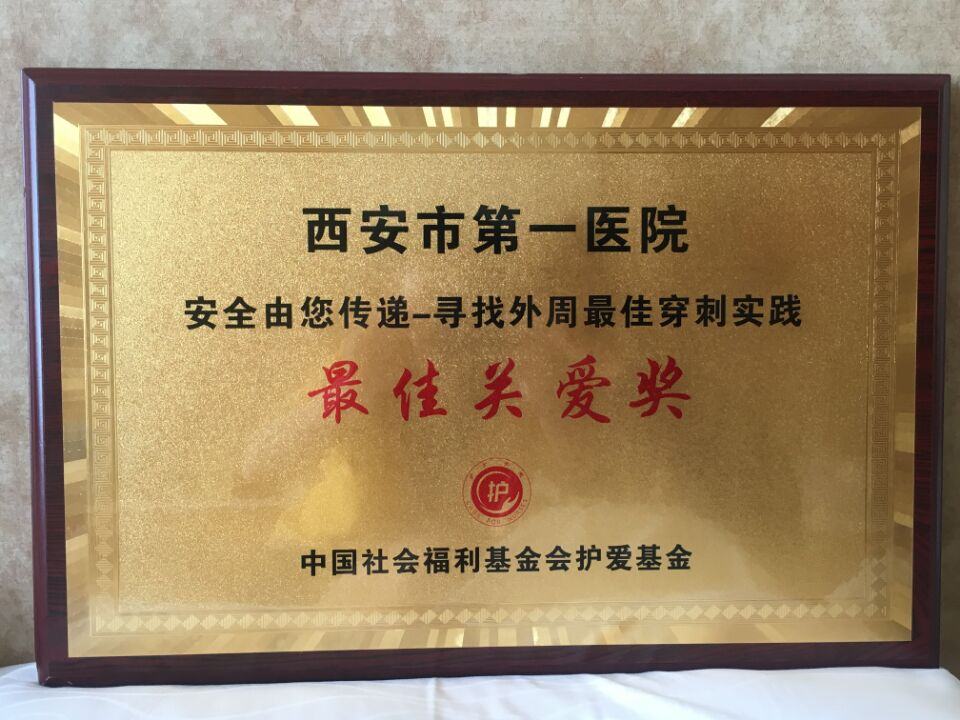 西安市第一医院
安全由您传递-寻找外周最佳穿刺实践
最佳关爱奖
护
中国社会福利基金会护爱基金